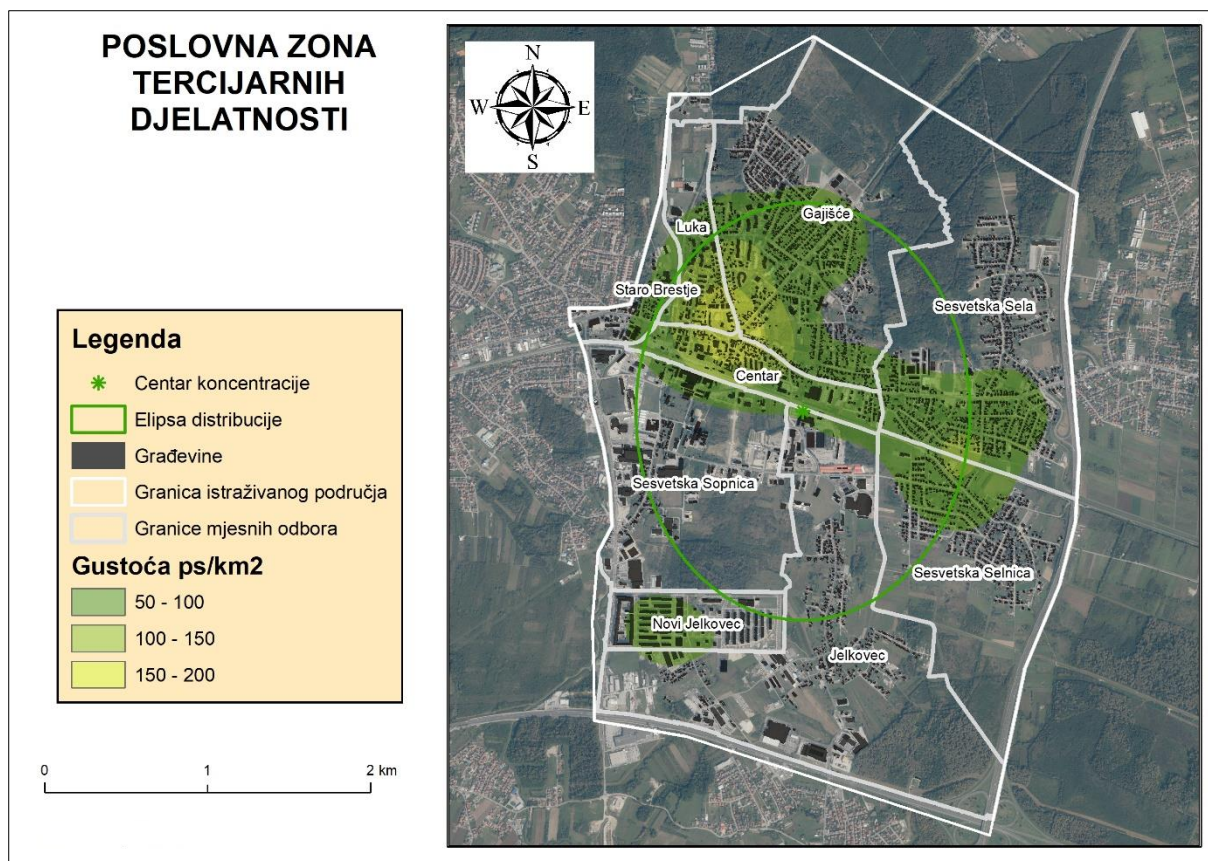 POSLOVNA ZONA
TERCIJARNIH
DJELATNOSTI
N
W
E
S
Legenda
Centar koncentracije
Elipsa distribucije
Građevine
Granica istraživanog područja
Granice mjesnih odbora
Gustoća ps/km2
50 - 100
100 - 150
150 - 200
0
1
2 km
Gajišće
Luka
Staro Brestje
Sesvetska Sela
Centar
Sesvetska Sopnica
Sesvetska Selnica
Novi Jelkovec
Jelkovec